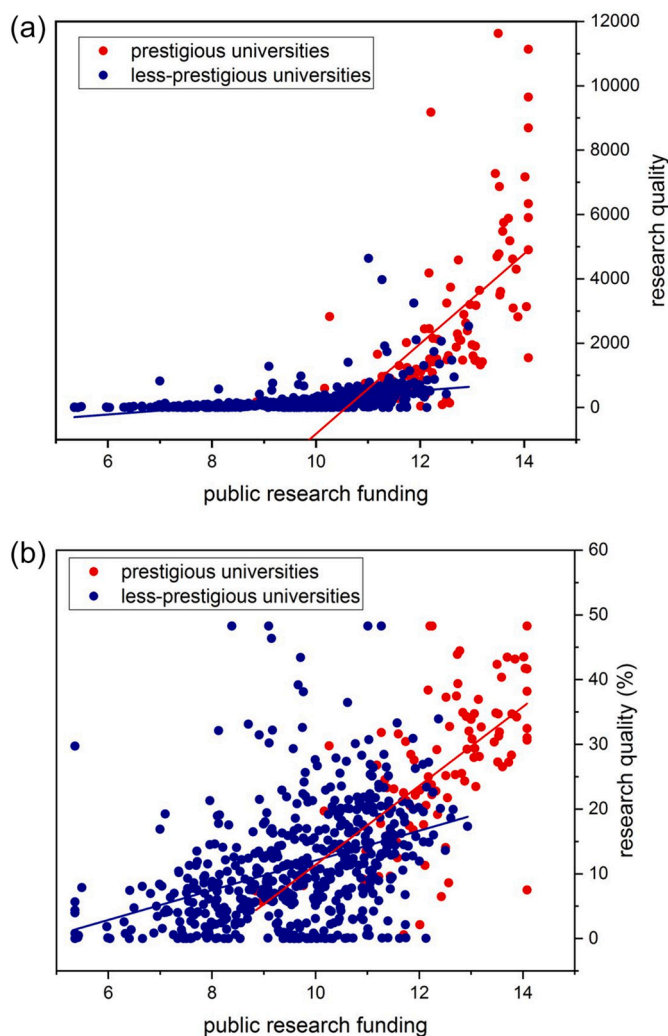 (a)
prestigious universities
less-prestigious universities
12000
10000
8000
6000
4000
2000
0
research quality
6 8 10 12 14
public research funding
(b)
prestigious universities
less-prestigious universities
60
50
40
30
20
10
0
research quality (%)
6 8 10 12 14
public research funding